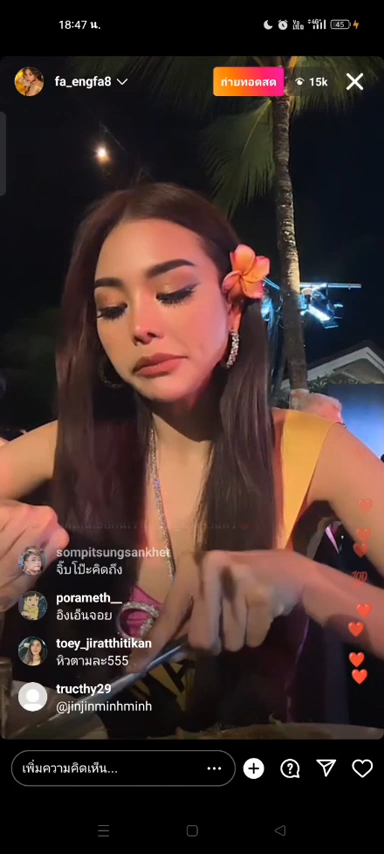 18:47 น.
45
fa_engfa8
ถ่ายทอดสด
15k
sompitsungsankhet
จิ๊บโป๊ะคิดถึง
porameth__
อิงเอ็นจอย
toey_jiratthitikan
หิวตามละ555
tructhy29
@jinjinminhminh
เพิ่มความคิดเห็น...